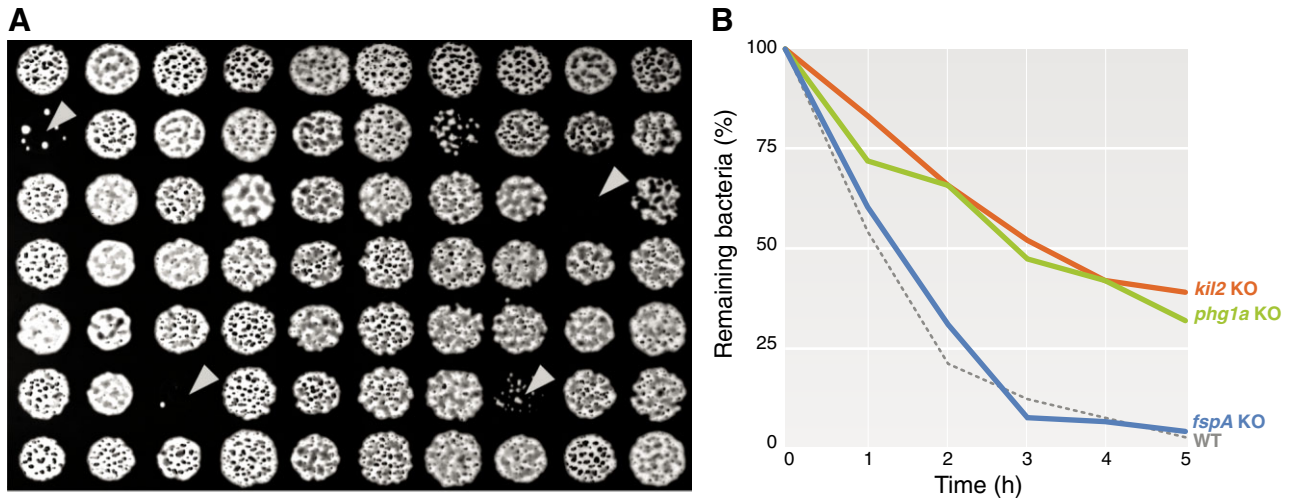 A
B
100
75
50
25
0
Remaining bacteria (%)
0 1 2 3 4 5
Time (h)
kil2 KO
phg1a KO
fspA KO
WT